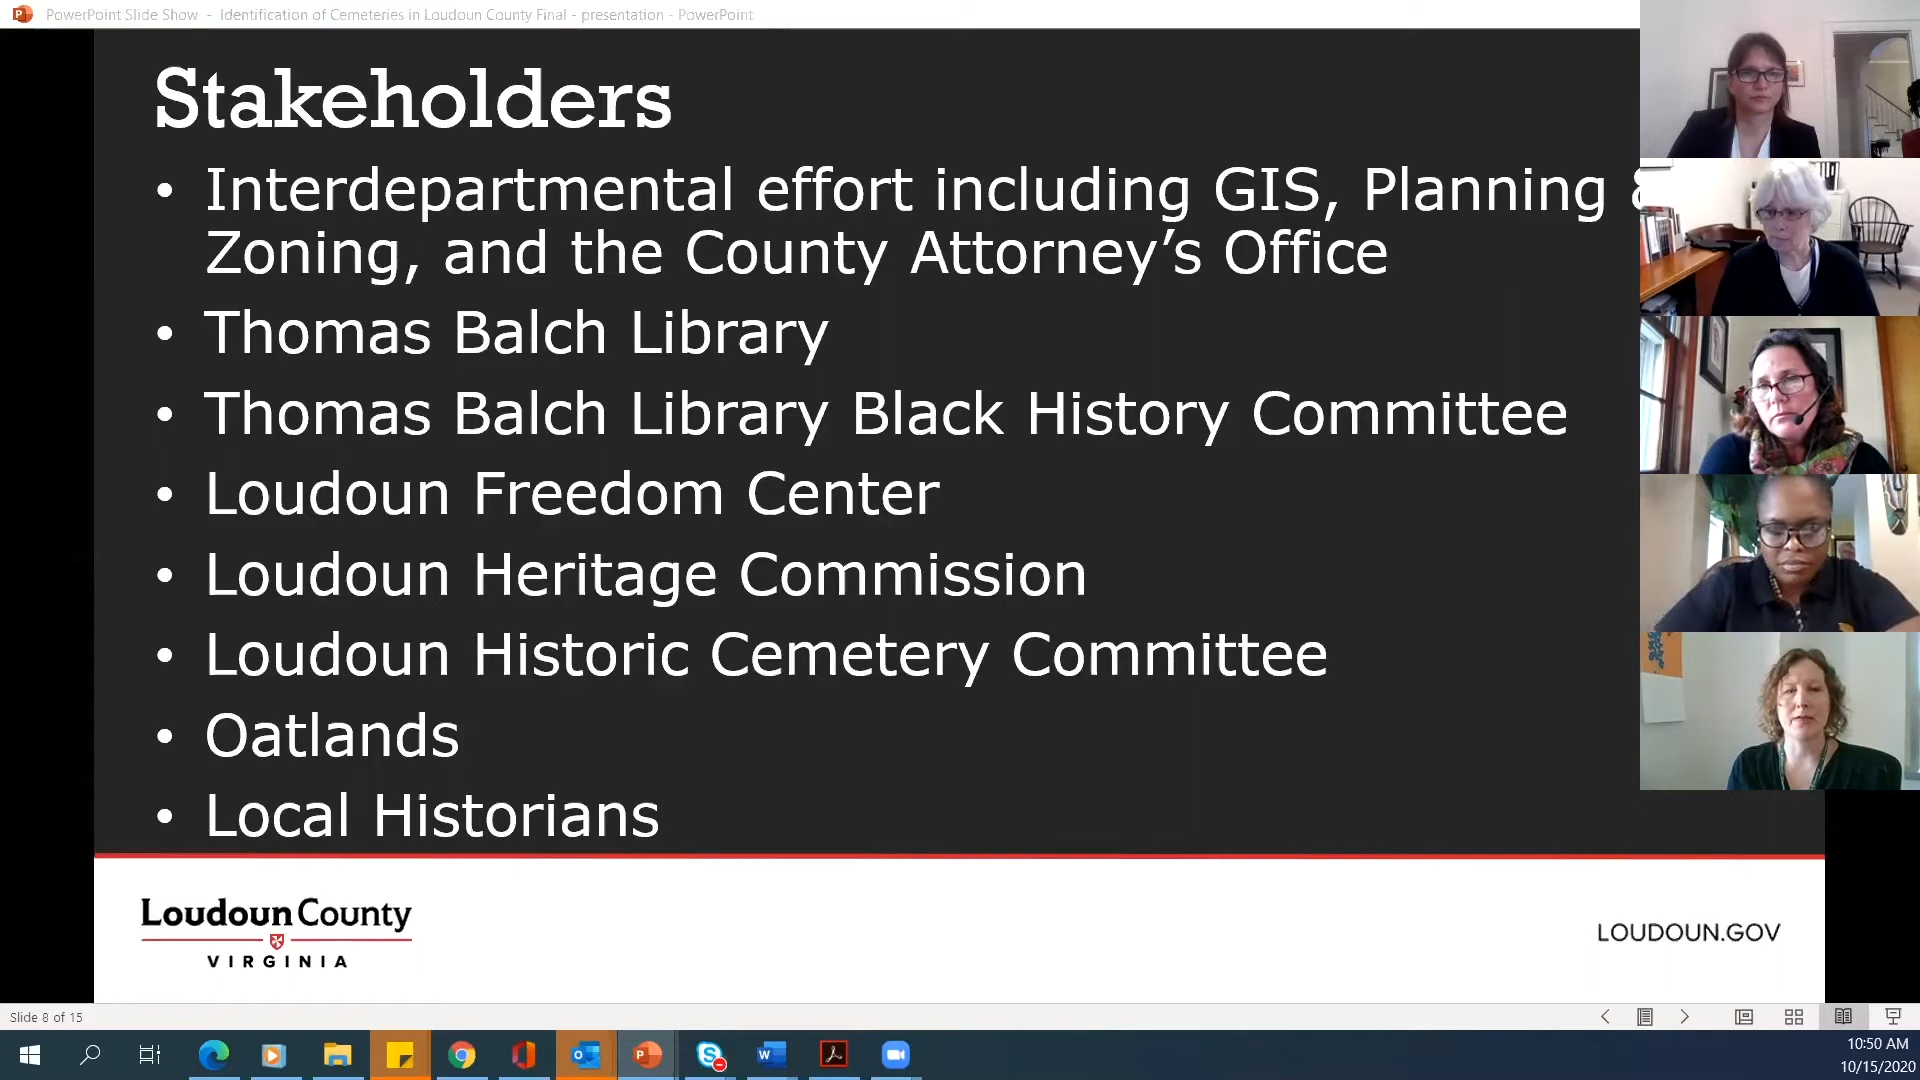 PowerPoint Slide Show - Identification of Cemeteries in Loudoun County Final - presentation - PowerPoint
Stakeholders
• Interdepartmental effort including GIS, Planning &
Zoning, and the County Attorney’s Office
• Thomas Balch Library
• Thomas Balch Library Black History Committee
• Loudoun Freedom Center
• Loudoun Heritage Commission
• Loudoun Historic Cemetery Committee
• Oatlands
• Local Historians
Loudoun County
VIRGINIA
LOUDOUN.GOV
Slide 8 of 15
10:50 AM
10/15/2020